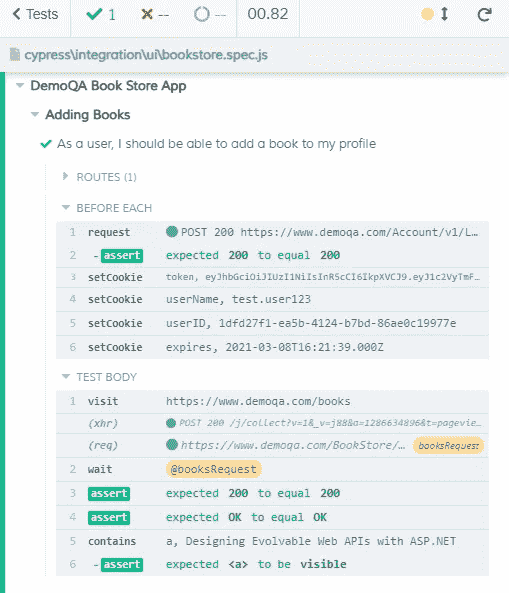 Tests 1 -- -- 00.82
cypress\integration\ui\bookstore.spec.js
DemoQA Book Store App
Adding Books
As a user, I should be able to add a book to my profile
ROUTES (1)
BEFORE EACH
1 request POST 200 https://www.demoqa.com/Account/v1/L…
2 -assert expected 200 to equal 200
3 setCookie token,
4 setCookie userName, test.user123
5 setCookie userID, 1dfd27f1-ea5b-4124-b7bd-86ae0c19977e
6 setCookie expires, 2021-03-08T16:21:39.000Z
TEST BODY
1 visit https://www.demoqa.com/books
(xhr) POST 200 /j/collect?v=1&_v=j88&a=1286634896&t=pagevie…
(req) https://www.demoqa.com/BookStore/… booksRequest
2 wait @booksRequest
3 assert expected 200 to equal 200
4 assert expected OK to equal OK
5 contains a, Designing Evolvable Web APIs with ASP.NET
6 -assert expected <a> to be visible